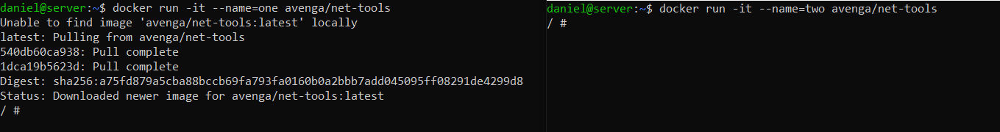 daniel@server:~$ docker run -it --name=one avenga/net-tools
Unable to find image 'avenga/net-tools:latest' locally
latest: Pulling from avenga/net-tools
540db60ca938: Pull complete
1dca19b5623d: Pull complete
Digest: sha256:a75fd879a5cba88bccb69fa793fa0160b0a2bbb7add045095ff08291de4299d8
Status: Downloaded newer image for avenga/net-tools:latest
/ #
daniel@server:~$ docker run -it --name=two avenga/net-tools
/ #